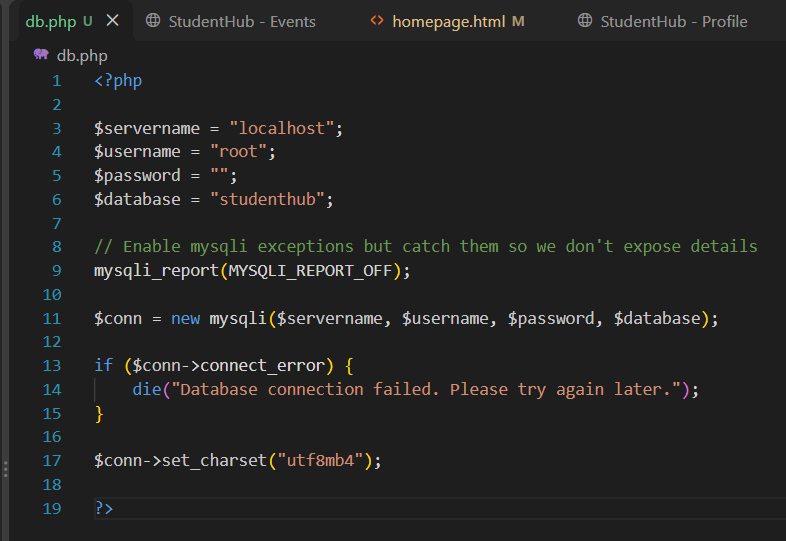 db.php U
StudentHub - Events
homepage.html M
StudentHub - Profile
db.php
1 <?php
2
3 $servername = "localhost";
4 $username = "root";
5 $password = "";
6 $database = "studenthub";
7
8 // Enable mysqli exceptions but catch them so we don't expose details
9 mysqli_report(MYSQLI_REPORT_OFF);
10
11 $conn = new mysqli($servername, $username, $password, $database);
12
13 if ($conn->connect_error) {
14     die("Database connection failed. Please try again later.");
15 }
16
17 $conn->set_charset("utf8mb4");
18
19 ?>